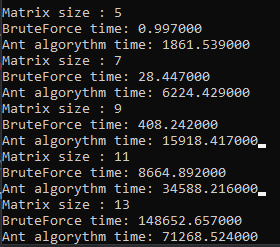 Matrix size : 5
BruteForce time: 0.997000
Ant algorythm time: 1861.539000
Matrix size : 7
BruteForce time: 28.447000
Ant algorythm time: 6224.429000
Matrix size : 9
BruteForce time: 408.242000
Ant algorythm time: 15918.417000
Matrix size : 11
BruteForce time: 8664.892000
Ant algorythm time: 34588.216000
Matrix size : 13
BruteForce time: 148652.657000
Ant algorythm time: 71268.524000